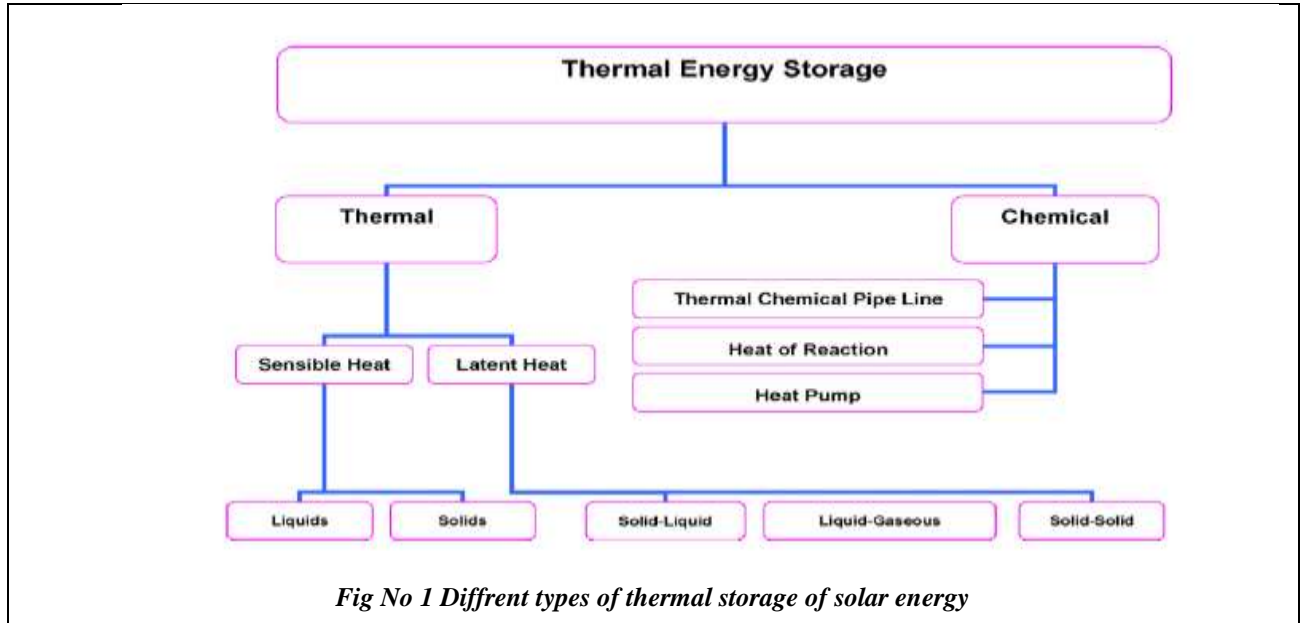 Thermal Energy Storage
Thermal
Chemical
Thermal Chemical Pipe Line
Heat of Reaction
Heat Pump
Sensible Heat
Latent Heat
Liquids
Solids
Solid-Liquid
Liquid-Gaseous
Solid-Solid
Fig No 1 Diffrent types of thermal storage of solar energy